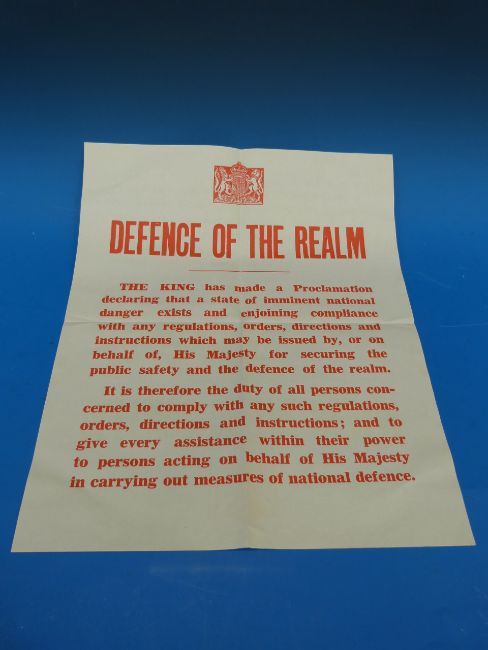 DEFENCE OF THE REALM
THE KING has made a Proclamation
declaring that a state of imminent national
danger exists and enjoining compliance
with any regulations, orders, directions and
instructions which may be issued by, or on
behalf of, His Majesty for securing the
public safety and the defence of the realm.
It is therefore the duty of all persons con-
cerned to comply with any such regulations,
orders, directions and instructions; and to
give every assistance within their power
to persons acting on behalf of His Majesty
in carrying out measures of national defence.